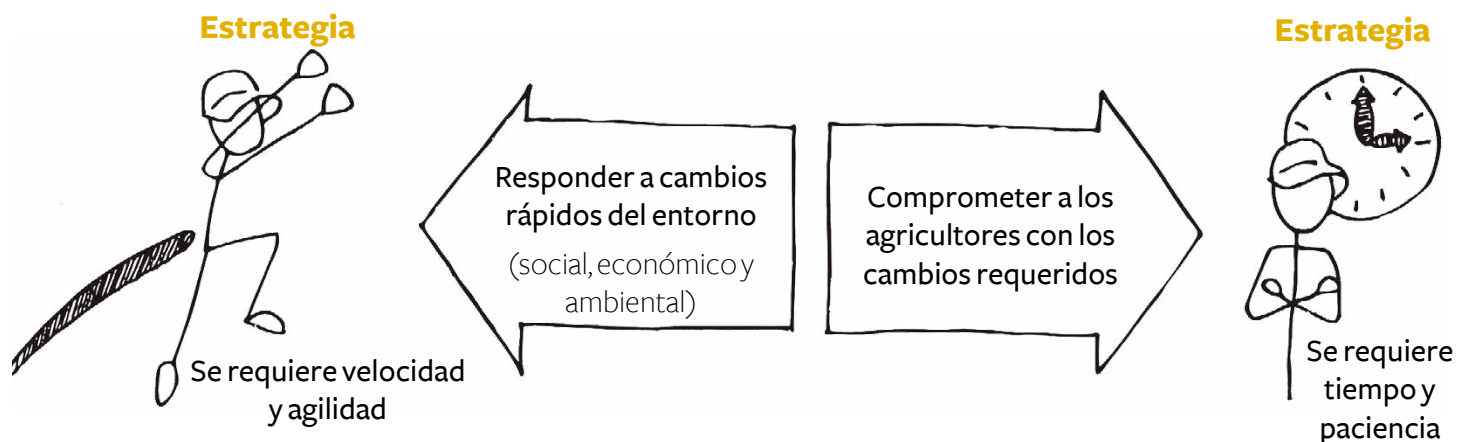 Estrategia
Responder a cambios
rápidos del entorno
(social, económico y
ambiental)
Se requiere velocidad
y agilidad
Estrategia
Comprometer a los
agricultores con los
cambios requeridos
Se requiere
tiempo y
paciencia